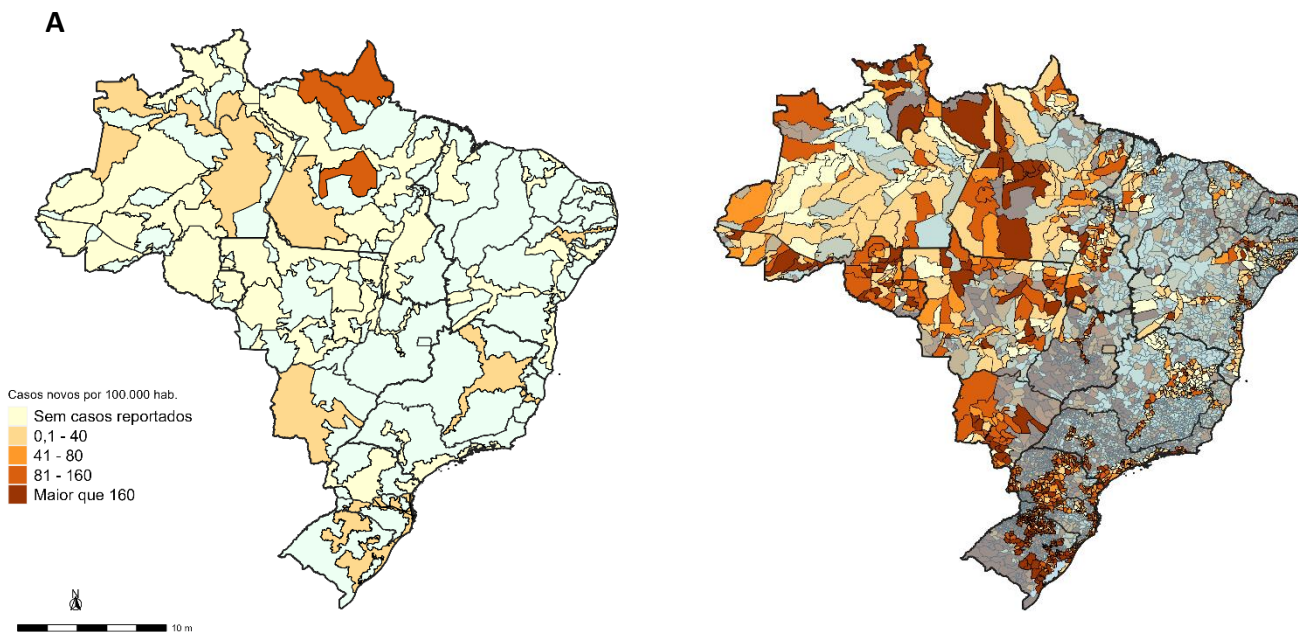 A
Casos novos por 100.000 hab.
Sem casos reportados
0,1 - 40
41 - 80
81 - 160
Maior que 160
N
10 m